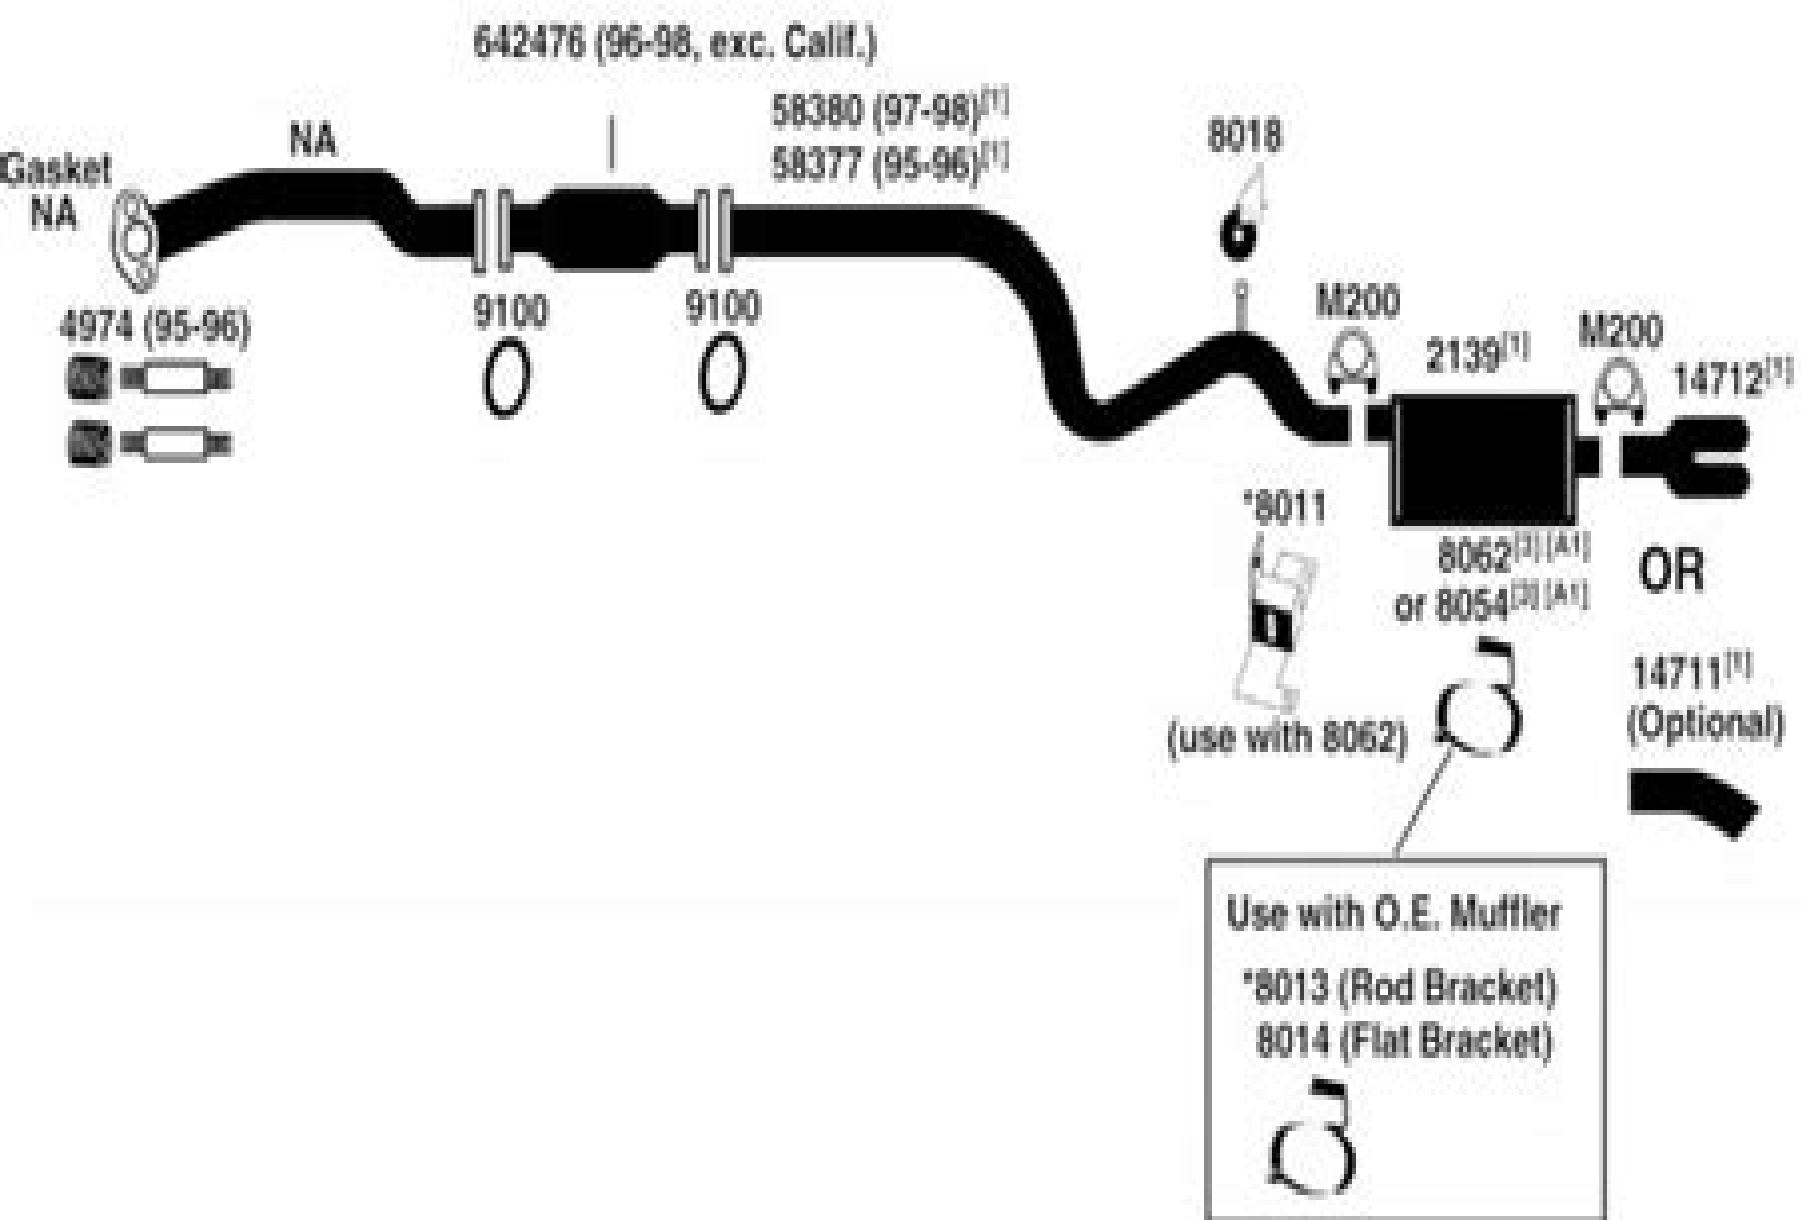 642476 (96-98, exc. Calif.)
58380 (97-98)[1]
58377 (95-96)[1]
NA
Gasket
NA
8018
4974 (95-96)
9100
9100
M200
2139[1]
M200
14712[1]
*8011
(use with 8062)
8062[3] [A1]
or 8054[3] [A1]
OR
14711[1]
(Optional)
Use with O.E. Muffler
*8013 (Rod Bracket)
8014 (Flat Bracket)